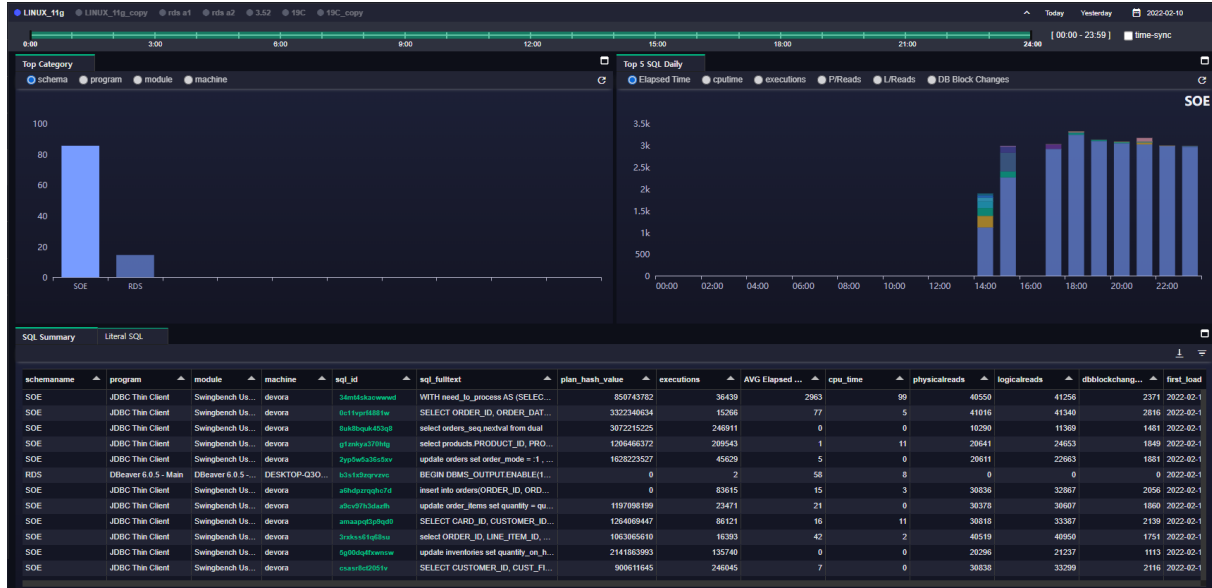 LINUX_11g LINUX_11g_copy rds a1 rds a2 3.52 19C 19C_copy Today Yesterday 2022-02-10
0:00 3:00 6:00 9:00 12:00 15:00 18:00 21:00 24:00 [ 00:00 - 23:59 ] time-sync
Top Category
schema program module machine
100
80
60
40
20
0
SOE RDS
Top 5 SQL Daily
Elapsed Time cputime executions P/Reads L/Reads DB Block Changes
SOE
3.5k
3k
2.5k
2k
1.5k
1k
500
0
00:00 02:00 04:00 06:00 08:00 10:00 12:00 14:00 16:00 18:00 20:00 22:00
SQL Summary Literal SQL
schemaname program module machine sql_id sql_fulltext plan_hash_value executions AVG Elapsed ... cpu_time physicalreads logicalreads dbblockchang... first_load
SOE JDBC Thin Client Swingbench Us... devora WITH need_to_process AS (SELEC... 850743782 36439 2963 99 40550 41256 2371 2022-02-1
SOE JDBC Thin Client Swingbench Us... devora SELECT ORDER_ID, ORDER_DAT... 3322340634 15266 77 5 41016 41340 2816 2022-02-1
SOE JDBC Thin Client Swingbench Us... devora 8uk8bquk453q8 select orders_seq.nextval from dual 3072215225 246911 0 0 10290 11369 1481 2022-02-1
SOE JDBC Thin Client Swingbench Us... devora select products.PRODUCT_ID, PRO... 1206466372 209543 1 11 20641 24653 1849 2022-02-1
SOE JDBC Thin Client Swingbench Us... devora 2yp5w5a36s5xv update orders set order_mode = :1 , ... 1628223527 45629 5 0 20611 22663 1881 2022-02-1
RDS DBeaver 6.0.5 - Main DBeaver 6.0.5 -... DESKTOP-Q3O... BEGIN DBMS_OUTPUT.ENABLE(1... 0 2 58 8 0 0 0 2022-02-1
SOE JDBC Thin Client Swingbench Us... devora a6hdpzrqqhc7d insert into orders(ORDER_ID, ORD... 0 83615 15 3 30836 32867 2056 2022-02-1
SOE JDBC Thin Client Swingbench Us... devora a9cv97h3dazfh update order_items set quantity = qu... 1197098199 23471 21 0 30378 30607 1860 2022-02-1
SOE JDBC Thin Client Swingbench Us... devora amaapqt3p9qd0 SELECT CARD_ID, CUSTOMER_ID... 1264069447 86121 16 11 30818 33387 2139 2022-02-1
SOE JDBC Thin Client Swingbench Us... devora select ORDER_ID, LINE_ITEM_ID, ... 1063065610 16393 42 2 40519 40950 1751 2022-02-1
SOE JDBC Thin Client Swingbench Us... devora update inventories set quantity_on_h... 2141863993 135740 0 0 20296 21237 1113 2022-02-1
SOE JDBC Thin Client Swingbench Us... devora csasr8ct2051v SELECT CUSTOMER_ID, CUST_FI... 900611645 246045 7 0 30838 33299 2116 2022-02-1